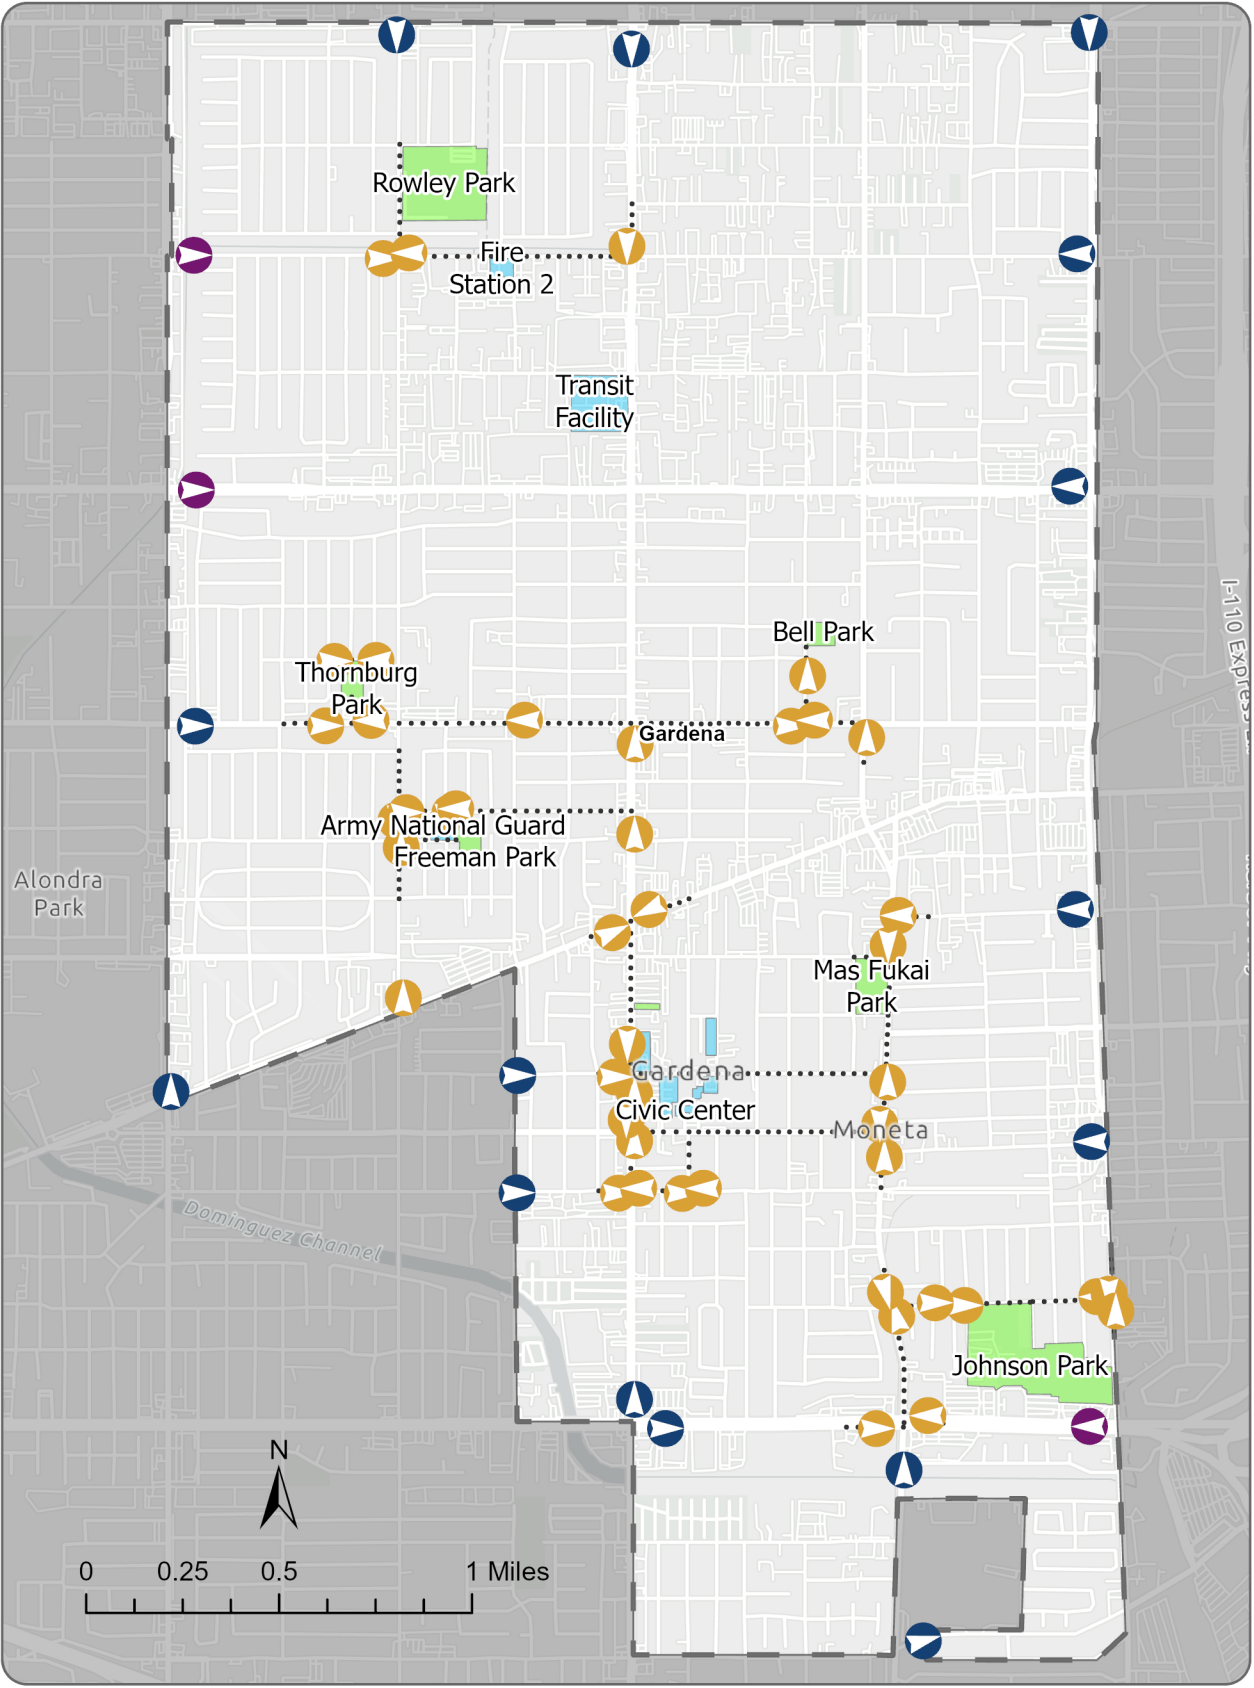 Rowley Park
Fire
Station 2
Transit
Facility
I-110 Express
Bell Park
Thornburg
Park
Gardena
Army National Guard
Freeman Park
Alondra
Park
Mas Fukai
Park
Gardena
Civic Center
Moneta
Dominguez Channel
Johnson Park
N
0 0.25 0.5 1 Miles